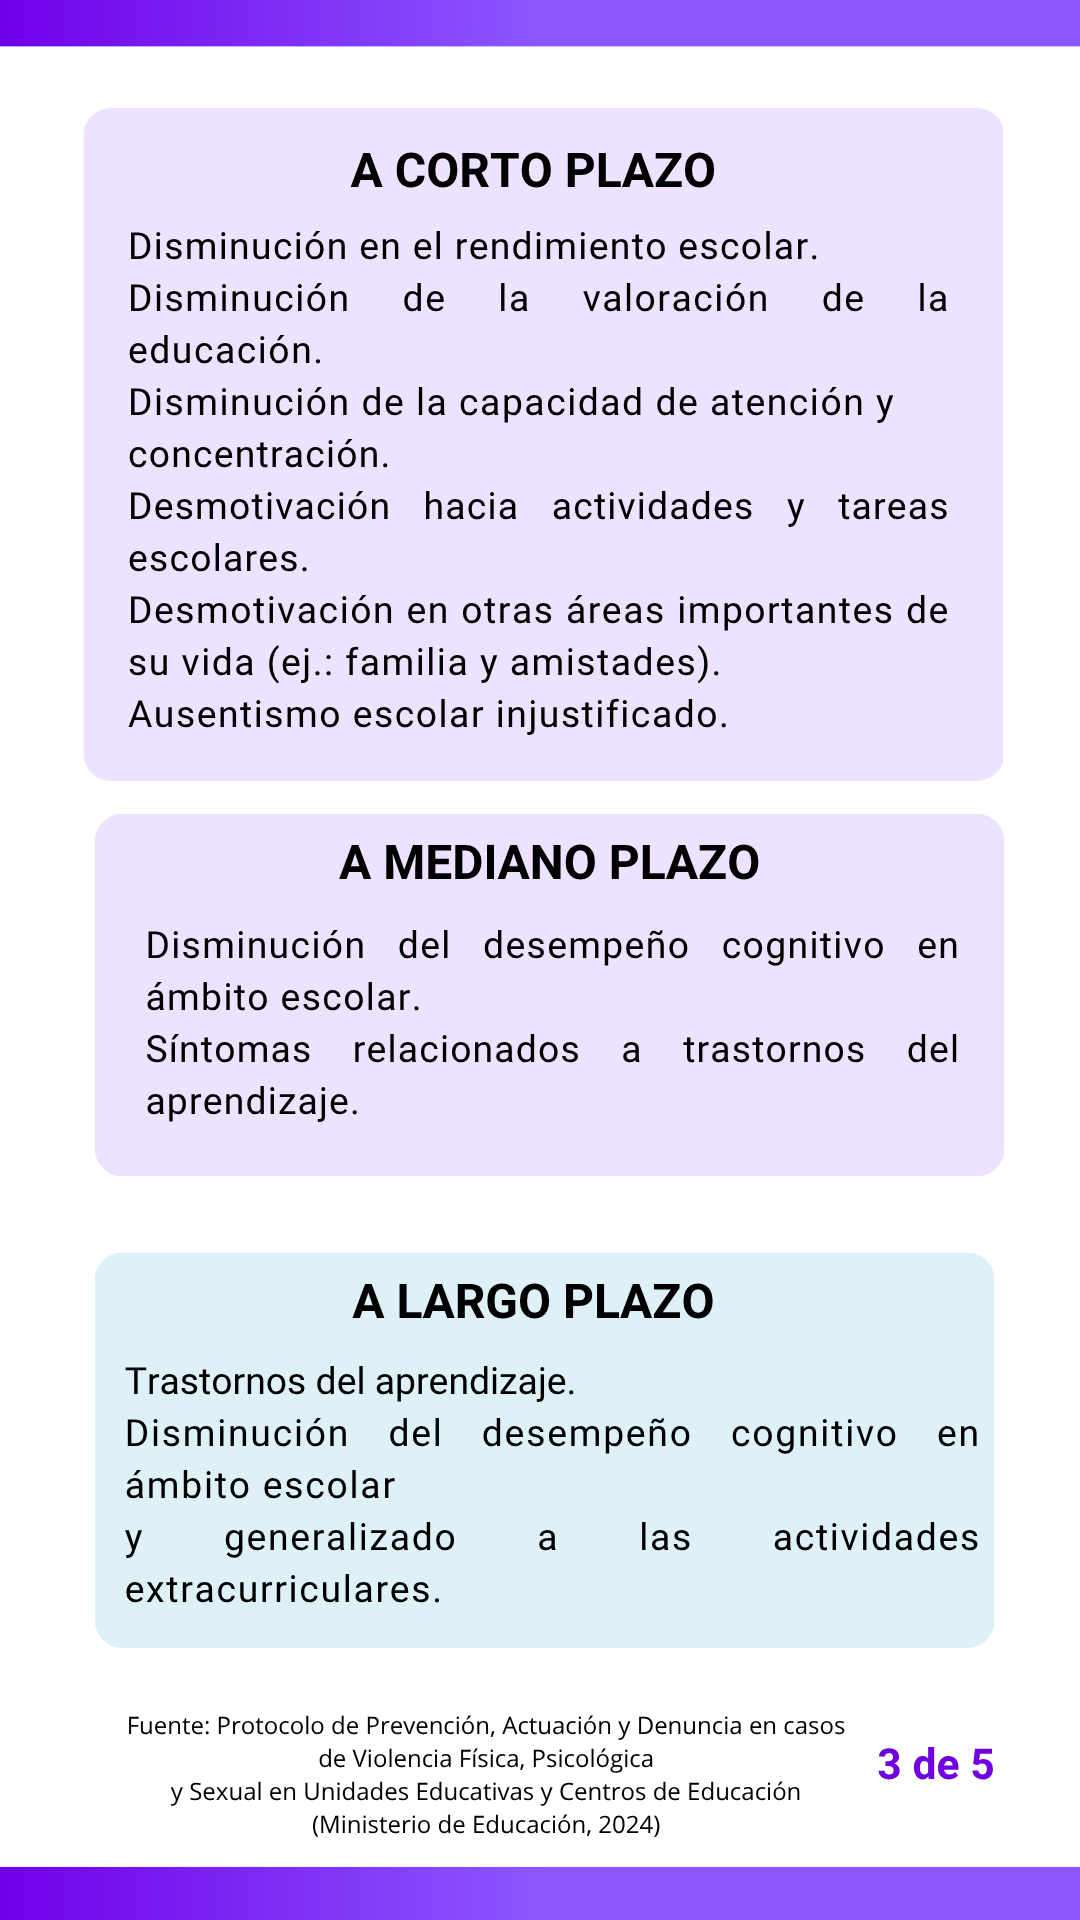 A CORTO PLAZO
Disminución en el rendimiento escolar.
Disminución de la valoración de la
educación.
Disminución de la capacidad de atención y
concentración.
Desmotivación hacia actividades y tareas
escolares.
Desmotivación en otras áreas importantes de
su vida (ej.: familia y amistades).
Ausentismo escolar injustificado.
A MEDIANO PLAZO
Disminución del desempeño cognitivo en
ámbito escolar.
Síntomas relacionados a trastornos del
aprendizaje.
A LARGO PLAZO
Trastornos del aprendizaje.
Disminución del desempeño cognitivo en
ámbito escolar
y generalizado a las actividades
extracurriculares.
Fuente: Protocolo de Prevención, Actuación y Denuncia en casos
de Violencia Física, Psicológica
y Sexual en Unidades Educativas y Centros de Educación
(Ministerio de Educación, 2024)
3 de 5